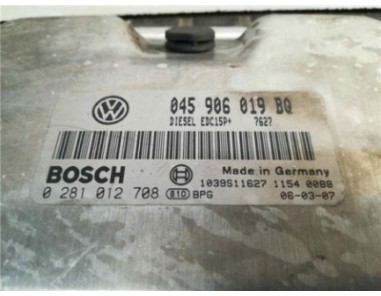 045 906 019 BQ
DIESEL EDC15P+ 7627
BOSCH
Made in Germany
1039S11627 1154 0088
0 281 012 708 E1D BPG 06-03-07